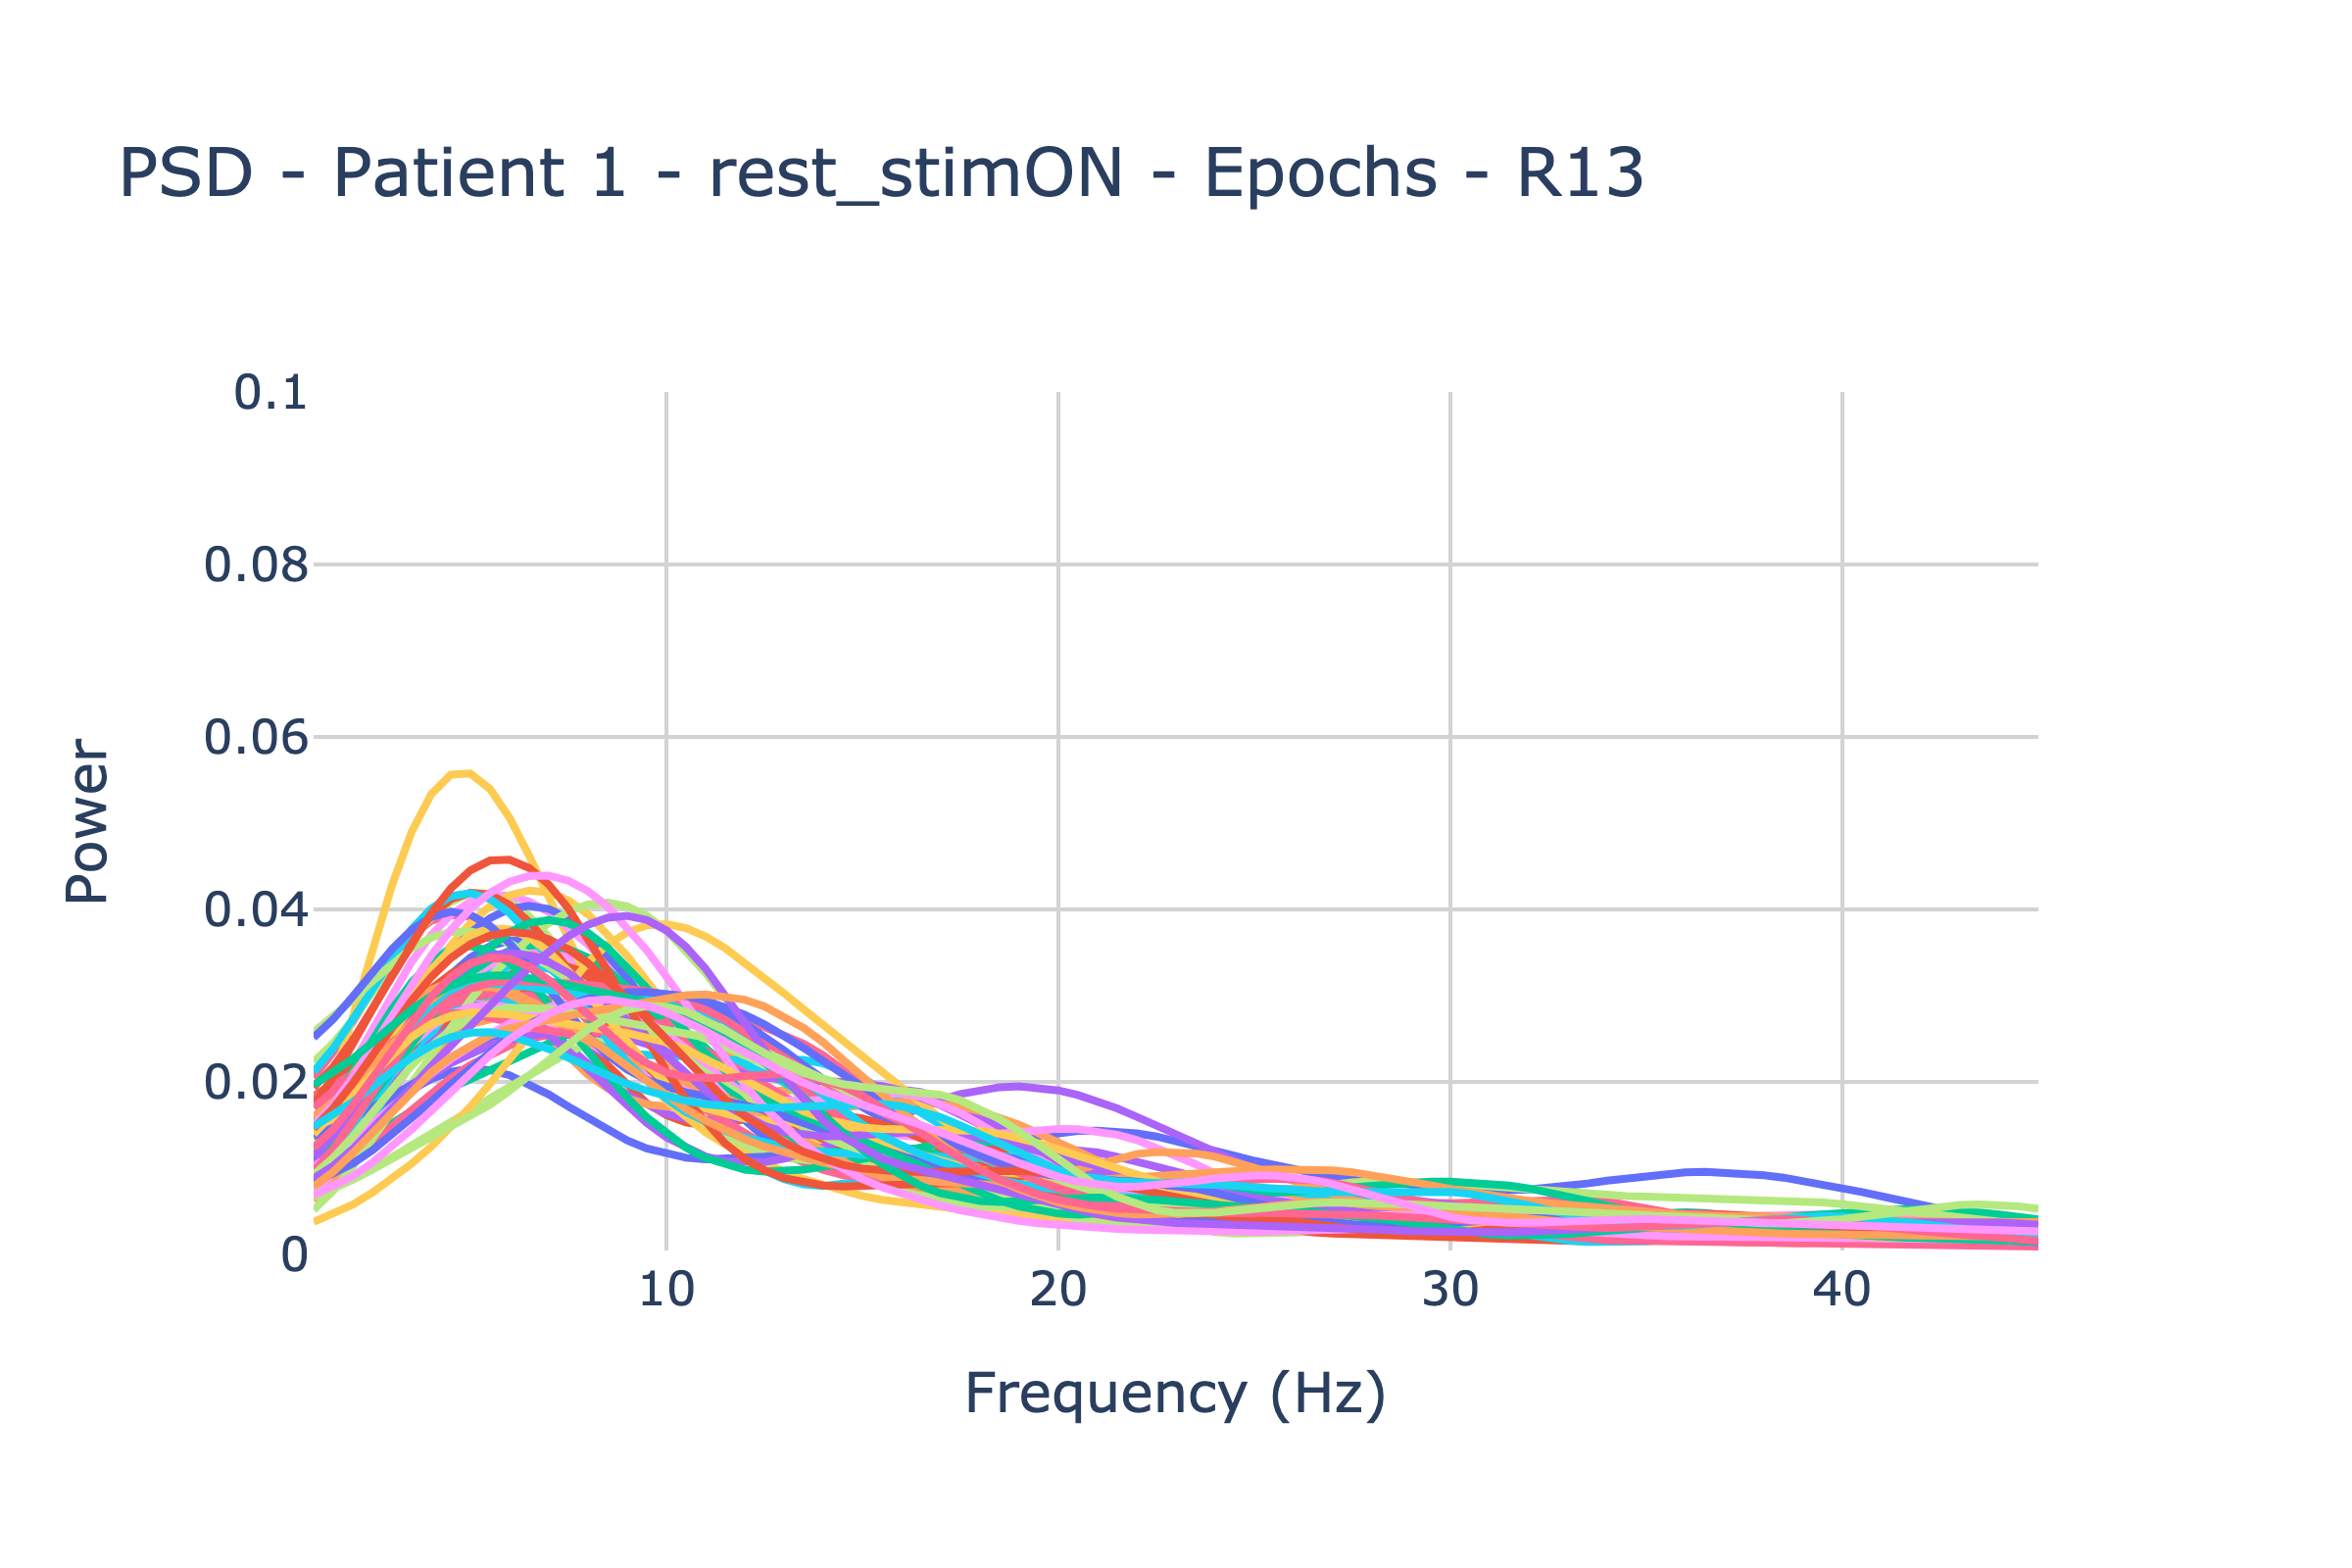 PSD - Patient 1 - rest_stimON - Epochs - R13
0.1
0.08
0.06
0.04
0.02
0
Power
10 20 30 40
Frequency (Hz)